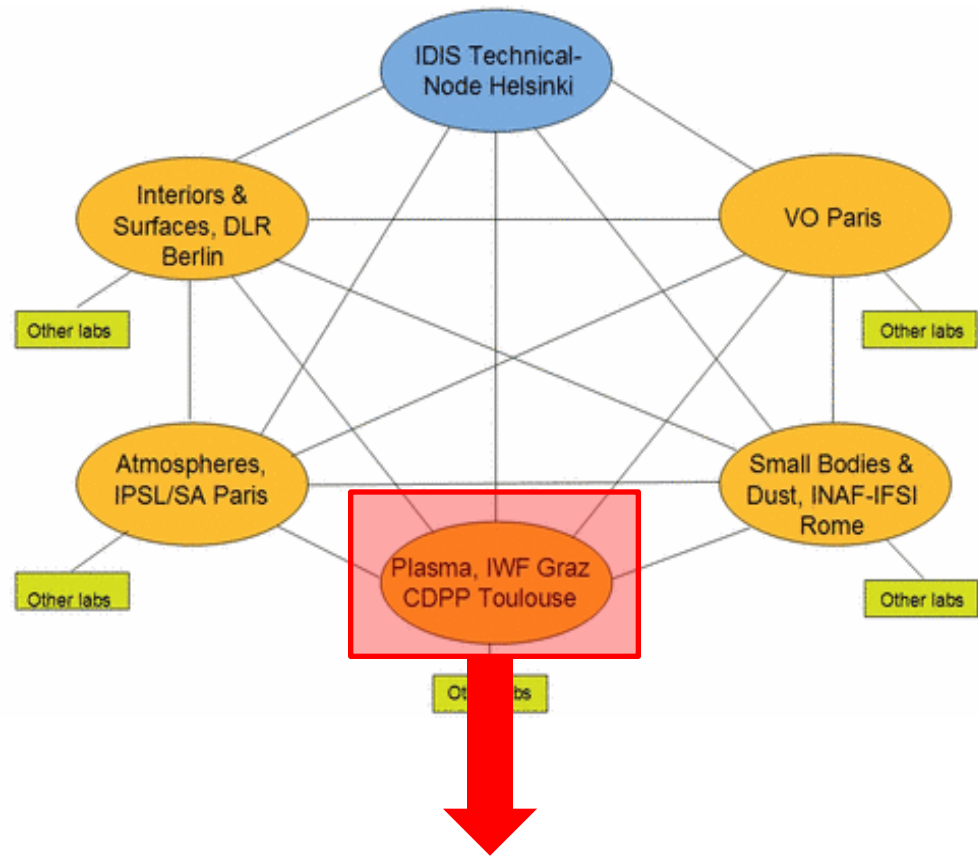 IDIS Technical-
Node Helsinki
Interiors &
Surfaces, DLR
Berlin
VO Paris
Other labs
Other labs
Atmospheres,
IPSL/SA Paris
Small Bodies &
Dust, INAF-IFSI
Rome
Plasma, IWF Graz
CDPP Toulouse
Other labs
Other labs